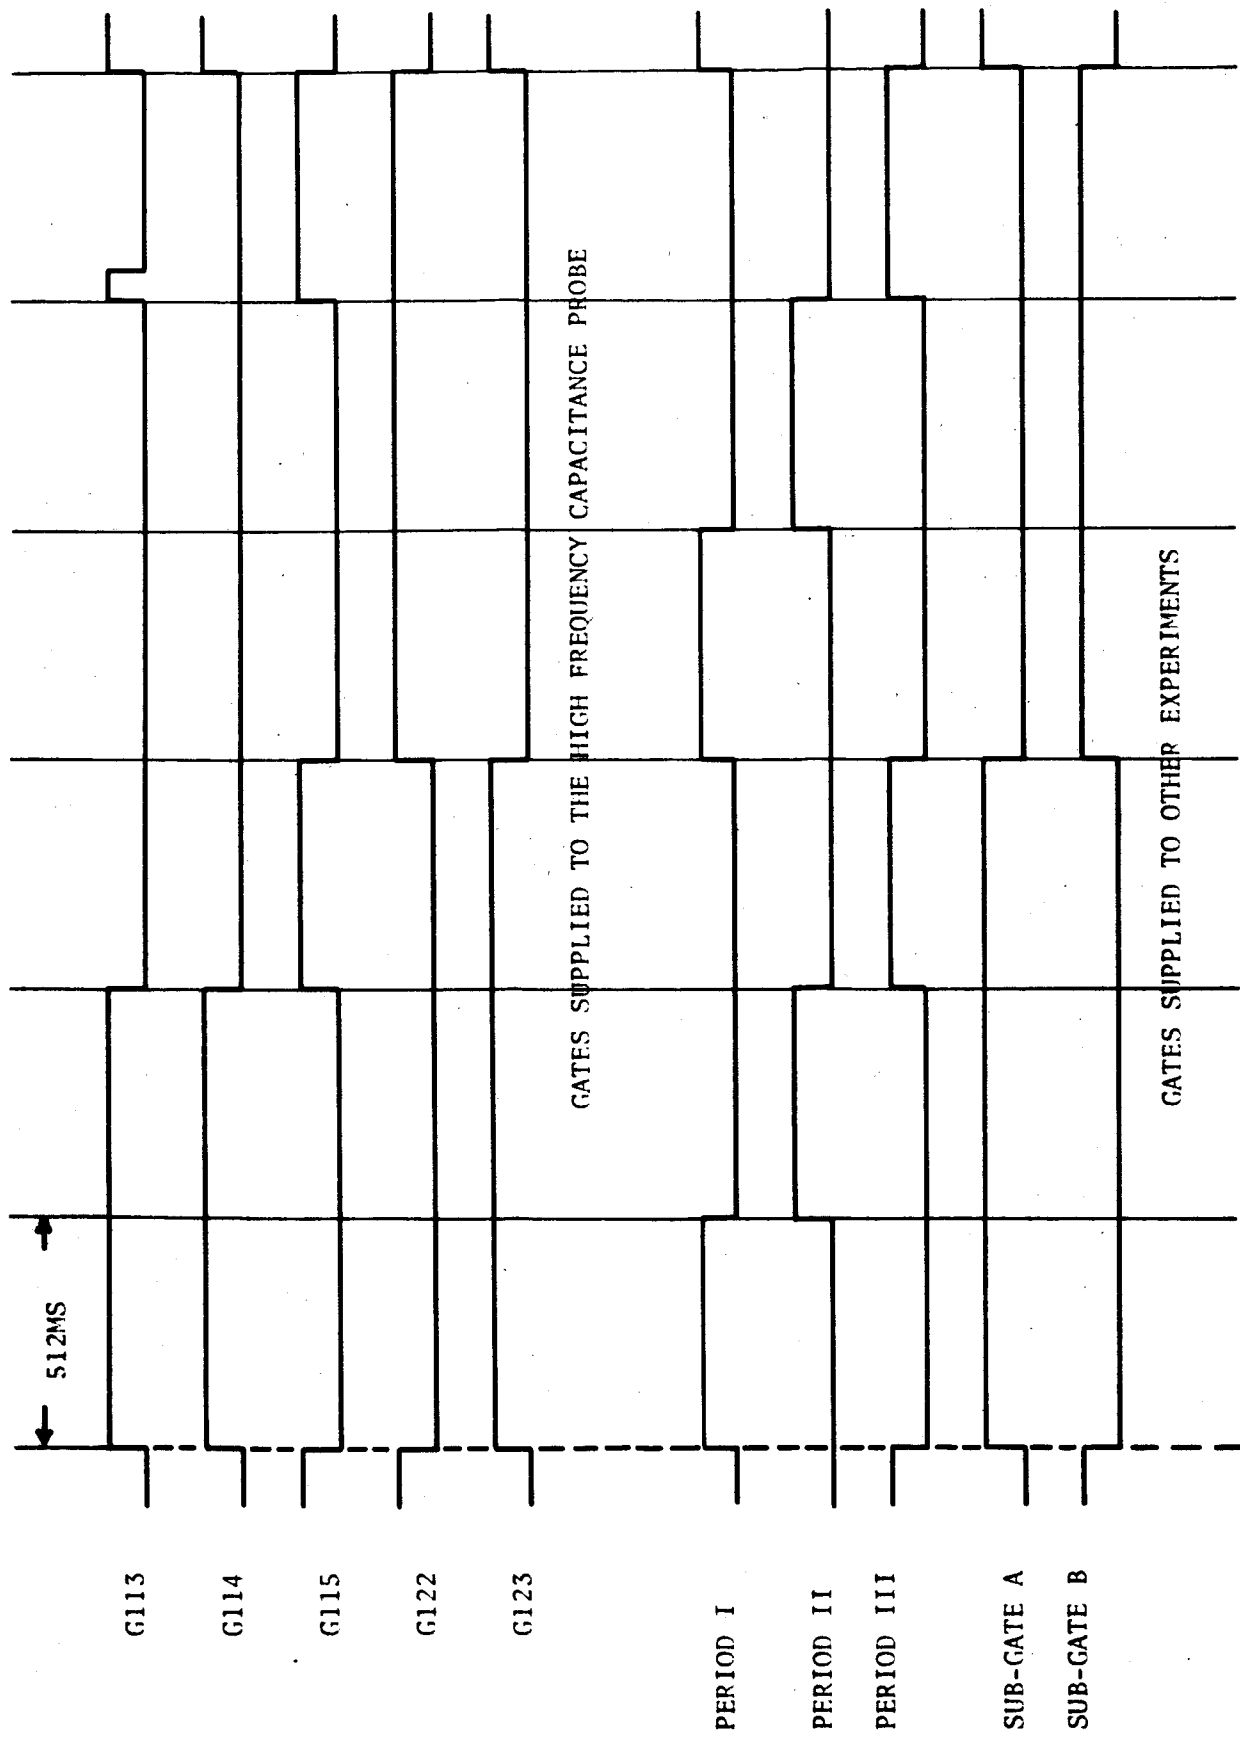 512MS
G113
G114
G115
G122
G123
GATES SUPPLIED TO THE HIGH FREQUENCY CAPACITANCE PROBE
PERIOD I
PERIOD II
PERIOD III
SUB-GATE A
SUB-GATE B
GATES SUPPLIED TO OTHER EXPERIMENTS